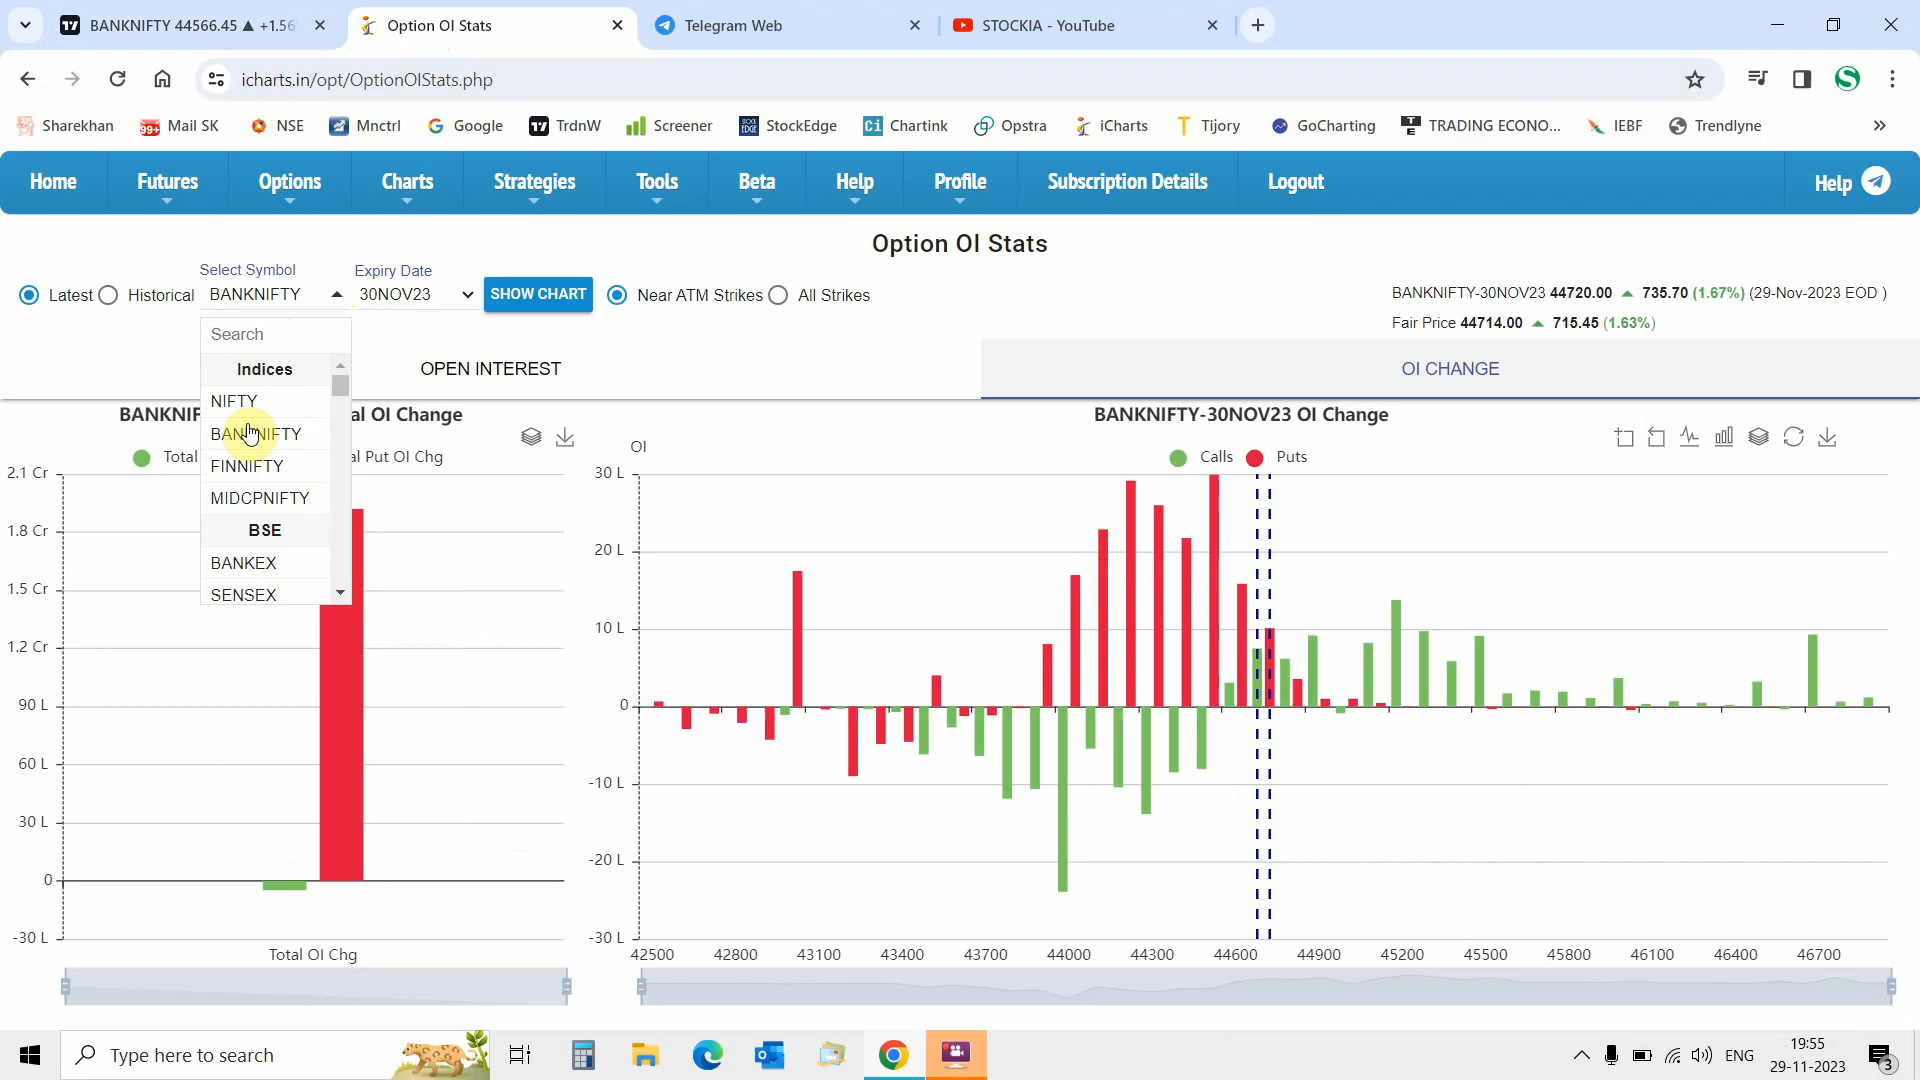 BANKNIFTY 44566.45 ▲ +1.56
Option OI Stats
Telegram Web
STOCKIA - YouTube
icharts.in/opt/OptionOIStats.php
Sharekhan
99+
Mail SK
NSE
Mnctrl
Google
TrdnW
Screener
StockEdge
Chartink
Opstra
iCharts
Tijory
GoCharting
TRADING ECONO...
IEBF
Trendlyne
Home
Futures
Options
Charts
Strategies
Tools
Beta
Help
Profile
Subscription Details
Logout
Help
Option OI Stats
Latest
Historical
Select Symbol
BANKNIFTY
Expiry Date
30NOV23
SHOW CHART
Near ATM Strikes
All Strikes
BANKNIFTY-30NOV23 44720.00 ▲ 735.70 (1.67%) (29-Nov-2023 EOD )
Fair Price 44714.00 ▲ 715.45 (1.63%)
Search
Indices
NIFTY
BANKNIFTY
FINNIFTY
MIDCPNIFTY
BSE
BANKEX
SENSEX
OPEN INTEREST
OI CHANGE
BANKNIF
al OI Change
Total
al Put OI Chg
2.1 Cr
1.8 Cr
1.5 Cr
1.2 Cr
90 L
60 L
30 L
0
-30 L
Total OI Chg
BANKNIFTY-30NOV23 OI Change
OI
Calls
Puts
30 L
20 L
10 L
0
-10 L
-20 L
-30 L
42500 42800 43100 43400 43700 44000 44300 44600 44900 45200 45500 45800 46100 46400 46700
Type here to search
ENG
19:55
29-11-2023
3